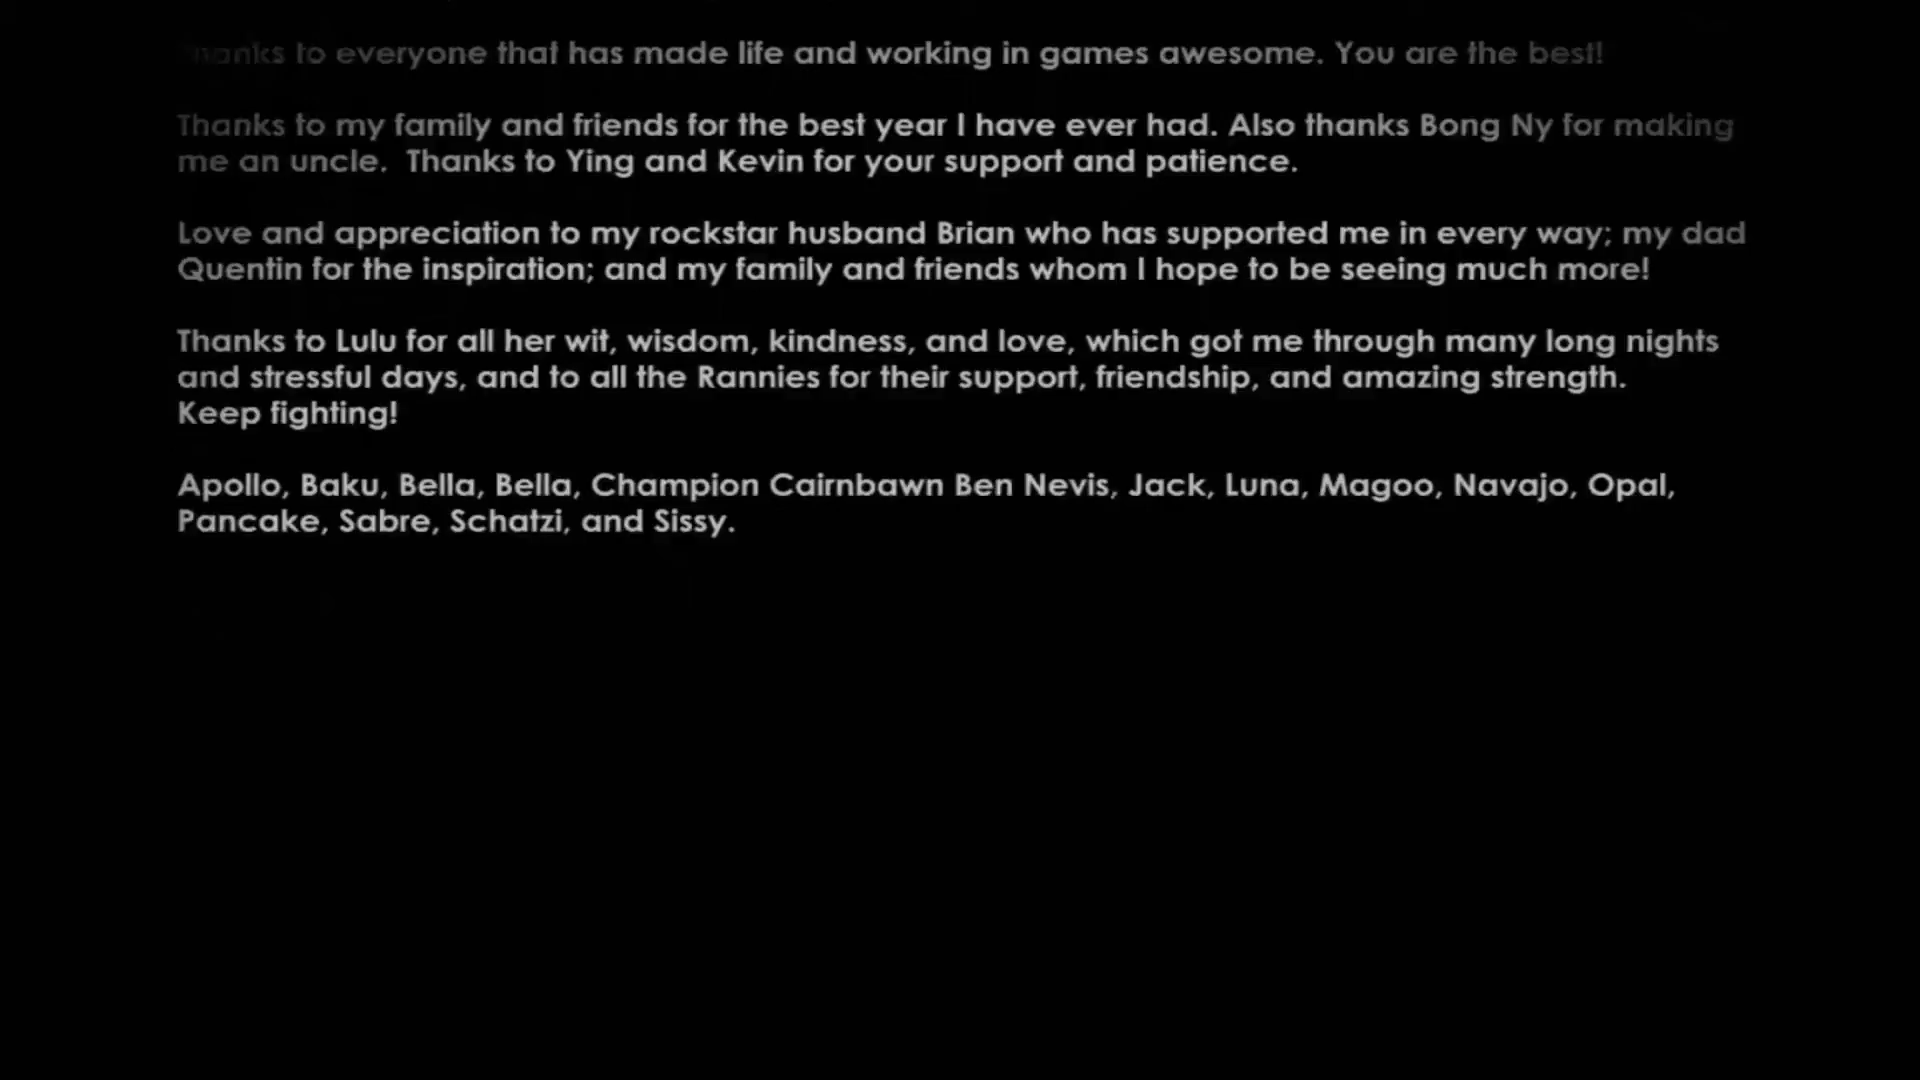 Thanks to everyone that has made life and working in games awesome. You are the best!
Thanks to my family and friends for the best year I have ever had. Also thanks Bong Ny for making
me an uncle.  Thanks to Ying and Kevin for your support and patience.
Love and appreciation to my rockstar husband Brian who has supported me in every way; my dad
Quentin for the inspiration; and my family and friends whom I hope to be seeing much more!
Thanks to Lulu for all her wit, wisdom, kindness, and love, which got me through many long nights
and stressful days, and to all the Rannies for their support, friendship, and amazing strength.
Keep fighting!
Apollo, Baku, Bella, Bella, Champion Cairnbawn Ben Nevis, Jack, Luna, Magoo, Navajo, Opal,
Pancake, Sabre, Schatzi, and Sissy.